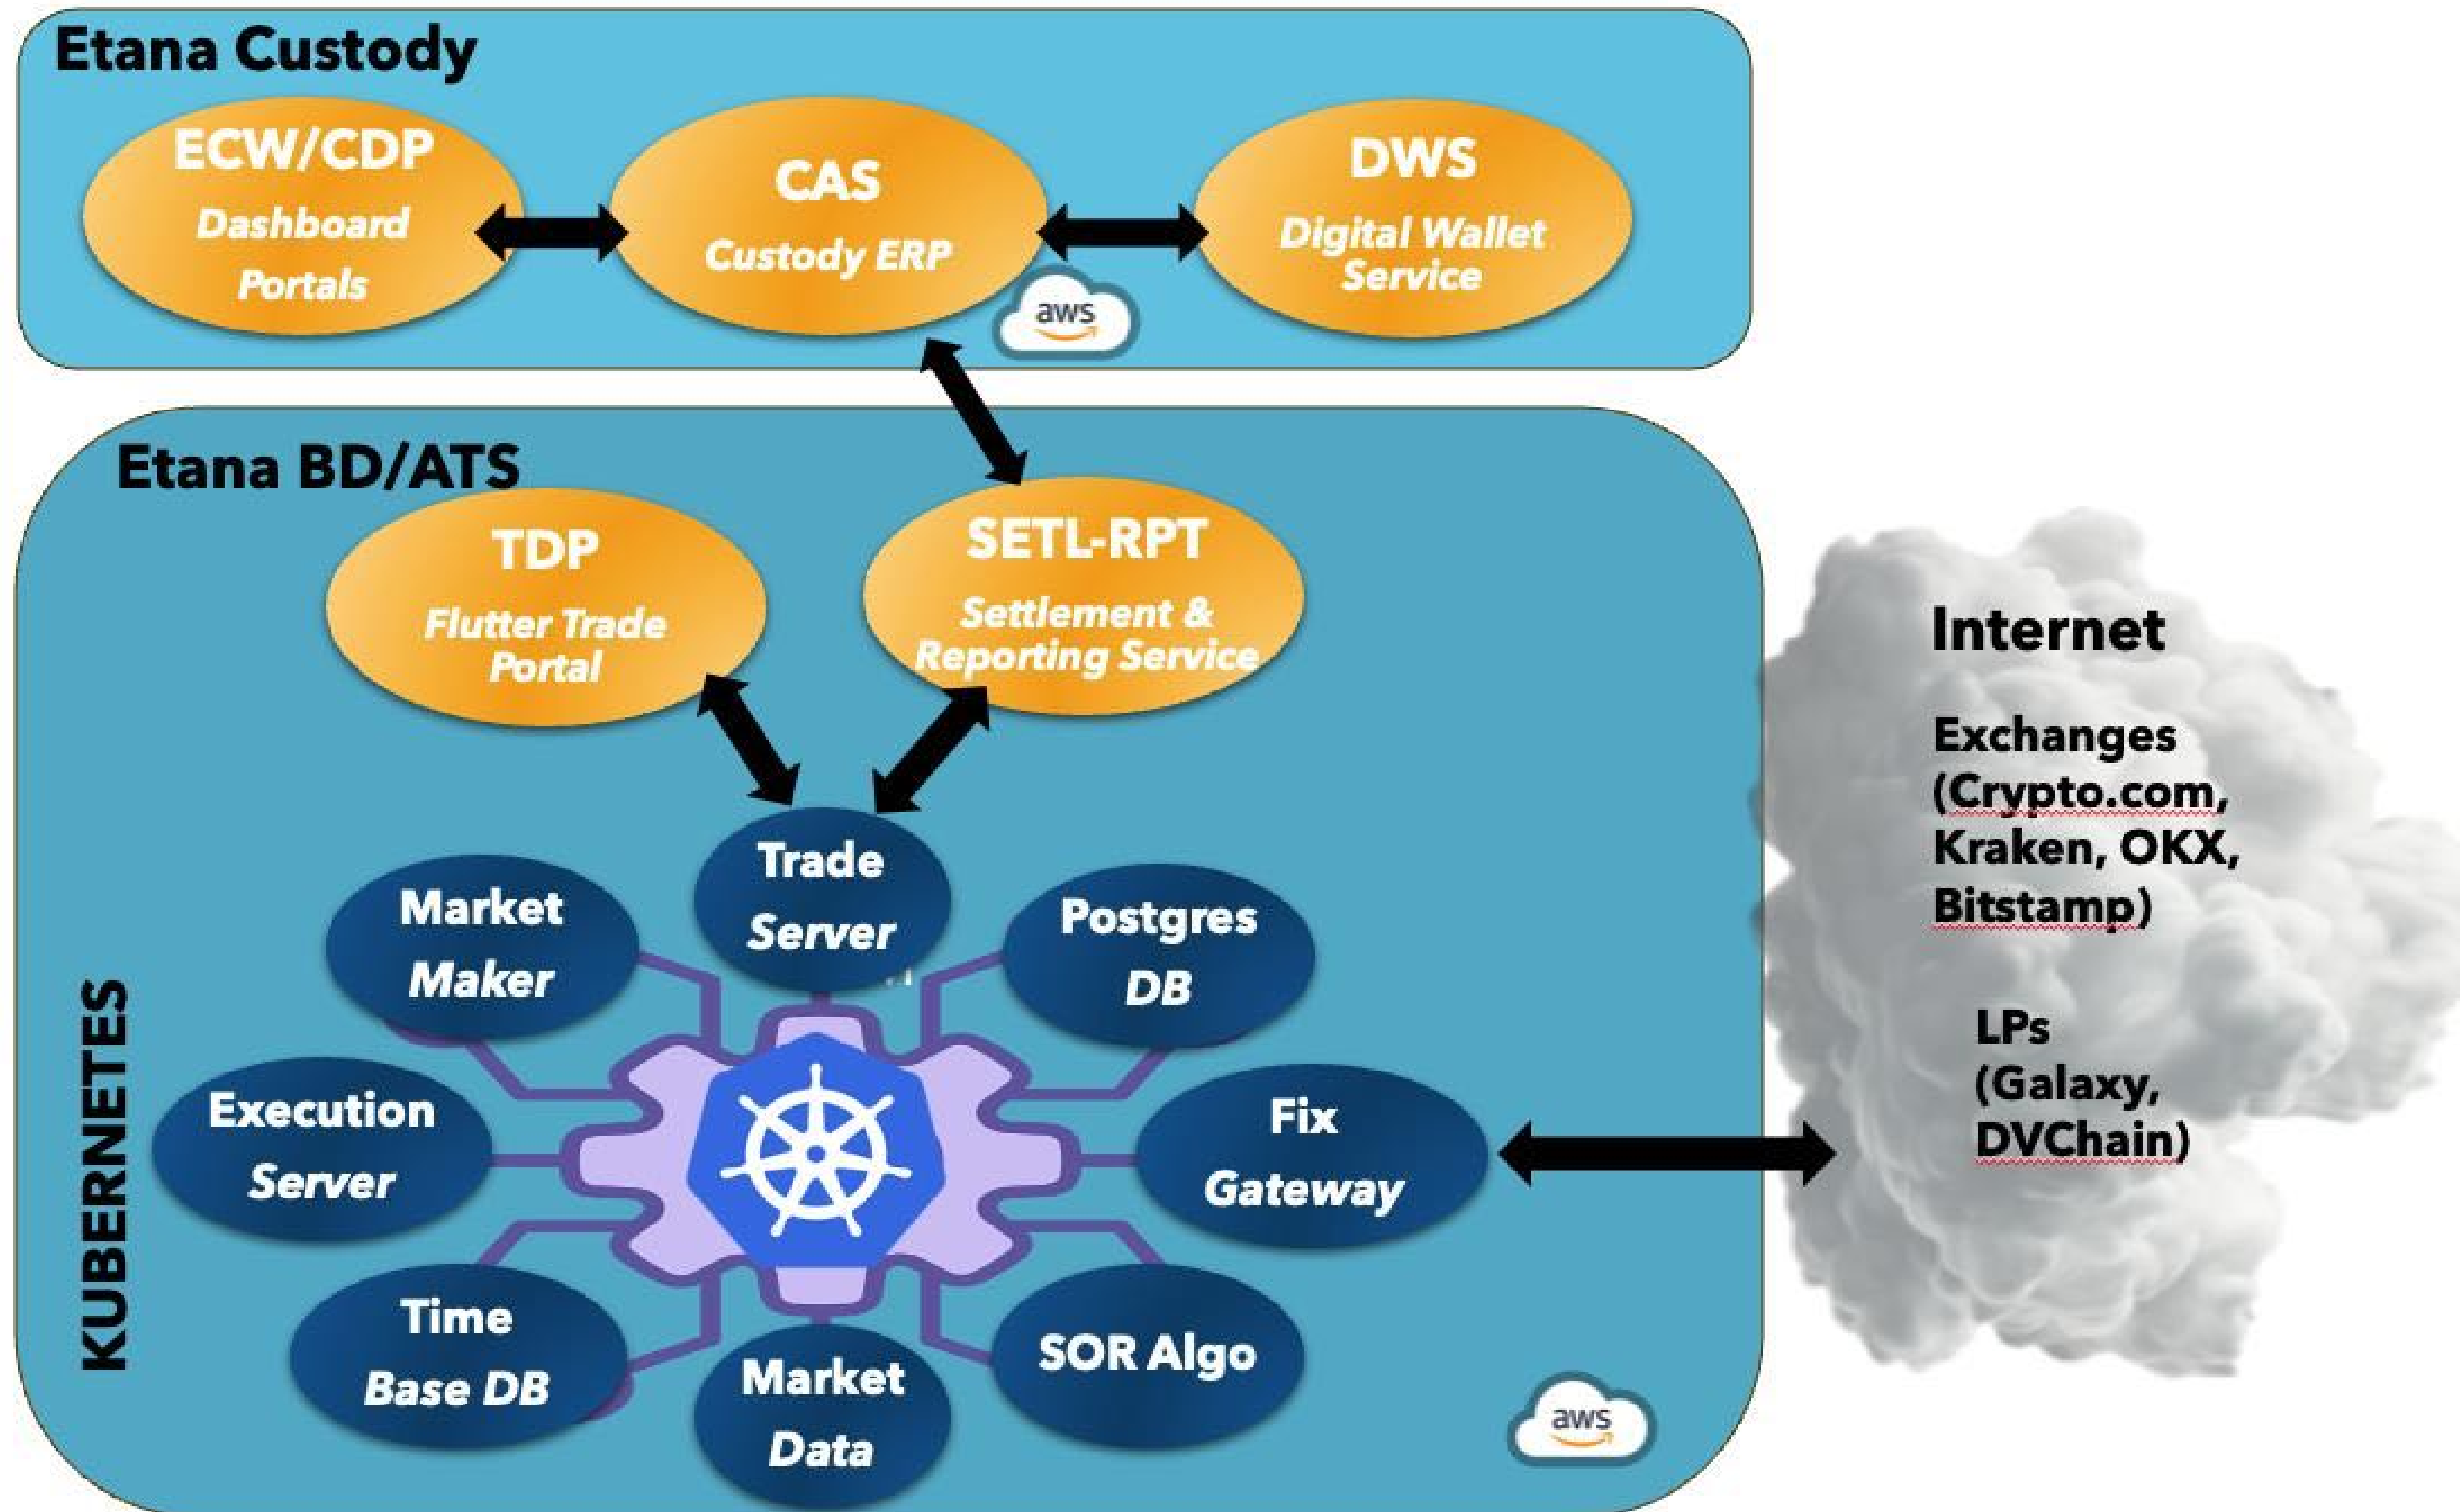 Etana Custody
ECW/CDP
Dashboard
Portals
CAS
Custody ERP
DWS
Digital Wallet
Service
aws
Etana BD/ATS
TDP
Flutter Trade
Portal
SETL-RPT
Settlement &
Reporting Service
Trade
Server
Market
Maker
Postgres
DB
Execution
Server
Fix
Gateway
Time
Base DB
Market
Data
SOR Algo
KUBERNETES
aws
Internet
Exchanges
(Crypto.com,
Kraken, OKX,
Bitstamp)
LPs
(Galaxy,
DVChain)